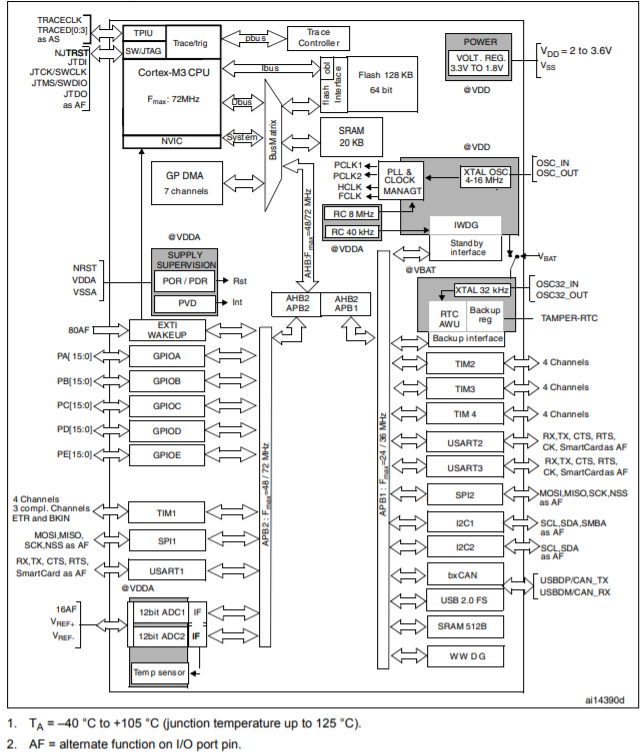 TRACECLK
TRACED[0:3]
as AS
NJTRST
JTDI
JTCK/SWCLK
JTMS/SWDIO
JTDO
as AF
TPIU
SW/JTAG
Trace/trig
Cortex-M3 CPU
Fmax: 72MHz
NVIC
pbus
Trace
Controller
Ibus
Dbus
System
BusMatrix
obl
flash
Interface
Flash 128 KB
64 bit
SRAM
20 KB
POWER
VOLT. REG.
3.3V TO 1.8V
@VDD
VDD = 2 to 3.6V
VSS
GP DMA
7 channels
@VDD
PCLK1
PCLK2
HCLK
FCLK
PLL &
CLOCK
MANAGT
XTAL OSC
4-16 MHz
OSC_IN
OSC_OUT
RC 8 MHz
RC 40 kHz
@VDDA
IWDG
Standby
interface
@VBAT
VBAT
AHB:Fmax=48/72 MHz
@VDDA
SUPPLY
SUPERVISION
POR / PDR
PVD
Rst
Int
NRST
VDDA
VSSA
XTAL 32 kHz
OSC32_IN
OSC32_OUT
RTC
AWU
Backup
reg
TAMPER-RTC
Backup interface
AHB2
APB2
AHB2
APB1
80AF
EXTI
WAKEUP
PA[15:0]
GPIOA
PB[15:0]
GPIOB
PC[15:0]
GPIOC
PD[15:0]
GPIOD
PE[15:0]
GPIOE
4 Channels
3 compl. Channels
ETR and BKIN
TIM1
MOSI,MISO,
SCK,NSS as AF
SPI1
RX,TX, CTS, RTS,
SmartCard as AF
USART1
@VDDA
16AF
VREF+
VREF-
12bit ADC1
IF
12bit ADC2
IF
Temp sensor
APB2 : Fmax=48 / 72 MHz
APB1 : Fmax=24 / 36 MHz
TIM2
4 Channels
TIM3
4 Channels
TIM 4
4 Channels
USART2
RX,TX, CTS, RTS,
CK, SmartCard as AF
USART3
RX,TX, CTS, RTS,
CK, SmartCard as AF
SPI2
MOSI,MISO,SCK,NSS
as AF
I2C1
SCL,SDA,SMBA
as AF
I2C2
SCL,SDA
as AF
bxCAN
USBDP/CAN_TX
USBDM/CAN_RX
USB 2.0 FS
SRAM 512B
WWDG
ai14390d
1. TA = –40 °C to +105 °C (junction temperature up to 125 °C).
2. AF = alternate function on I/O port pin.